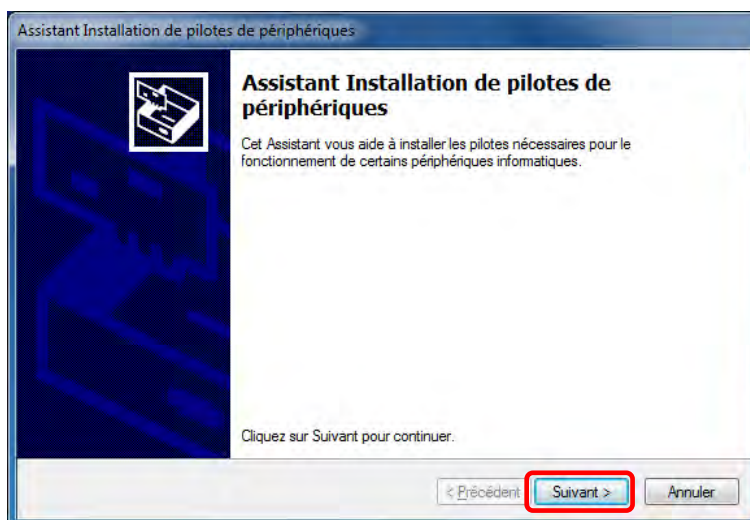 Assistant Installation de pilotes de périphériques
Assistant Installation de pilotes de
périphériques
Cet Assistant vous aide à installer les pilotes nécessaires pour le
fonctionnement de certains périphériques informatiques.
Cliquez sur Suivant pour continuer.
< Précédent Suivant > Annuler